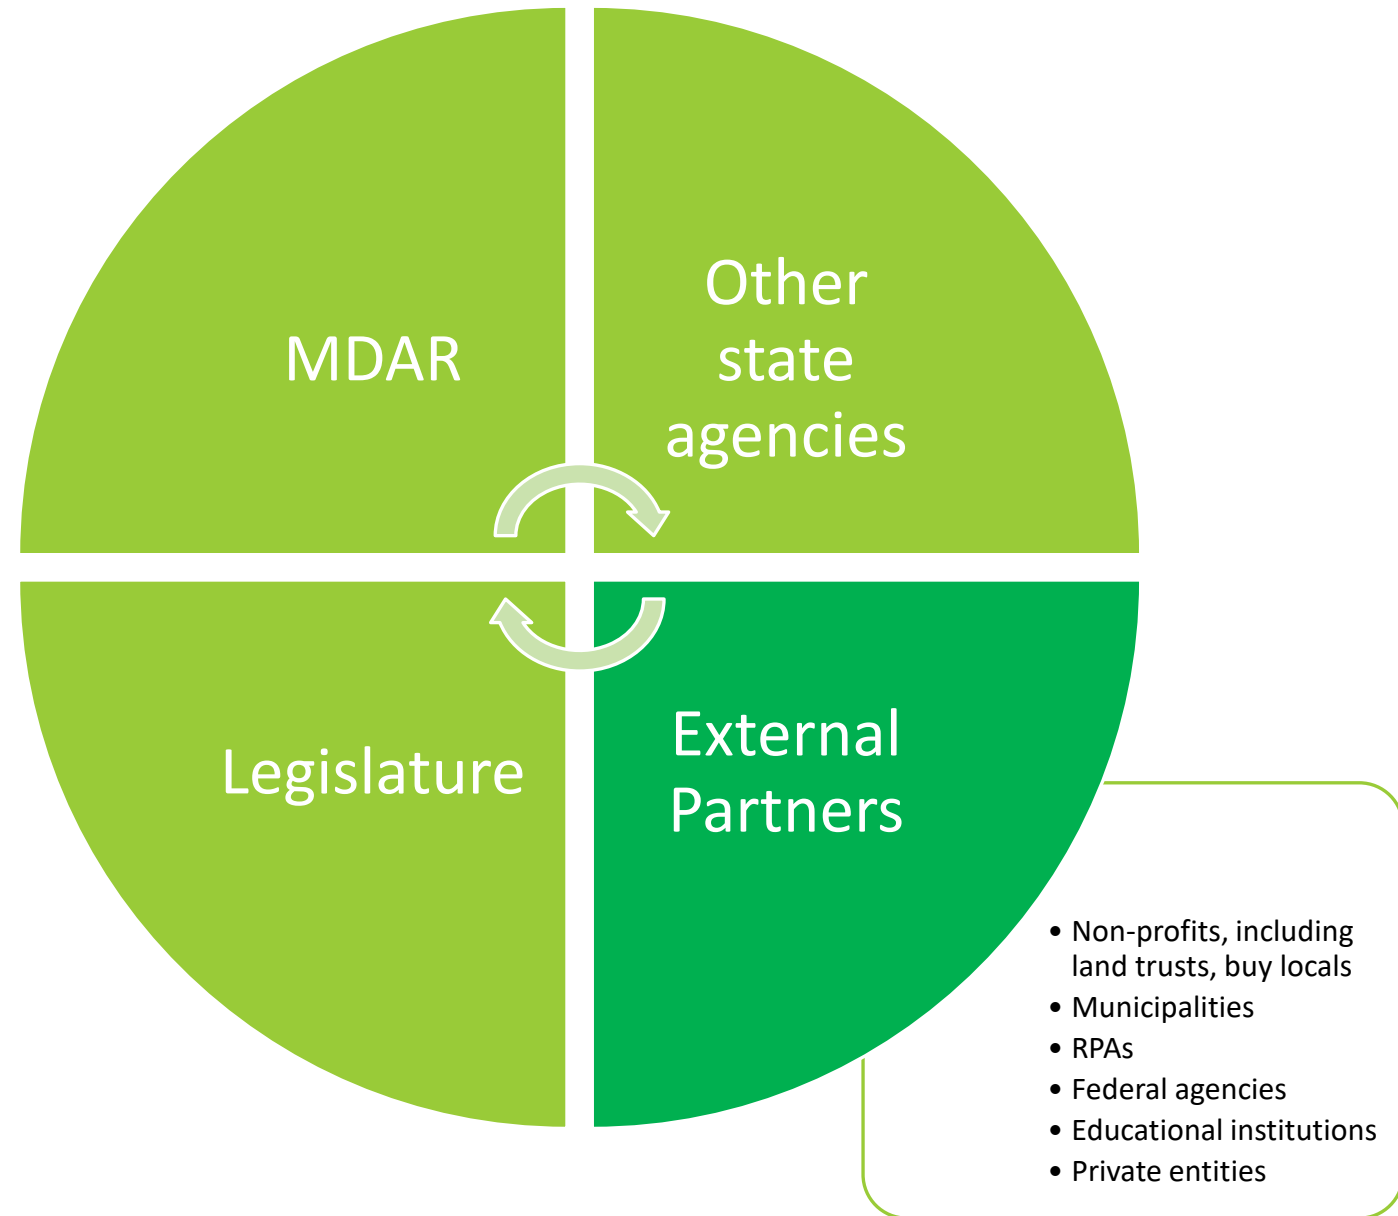 MDAR
Other
state
agencies
Legislature
External
Partners
• Non-profits, including
land trusts, buy locals
• Municipalities
• RPAs
• Federal agencies
• Educational institutions
• Private entities